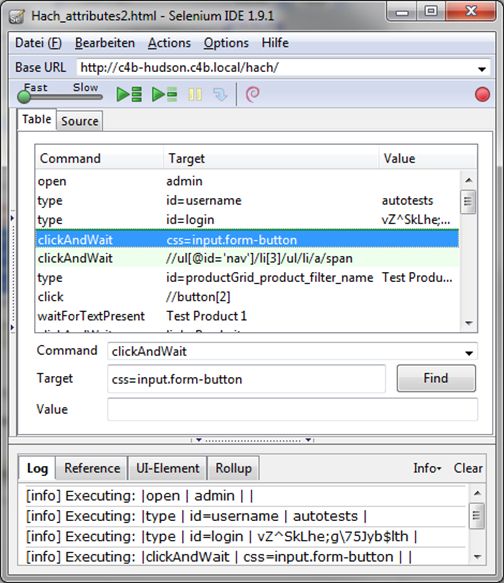 Hach_attributes2.html - Selenium IDE 1.9.1
Datei (F) Bearbeiten Actions Options Hilfe
Base URL http://c4b-hudson.c4b.local/hach/
Fast Slow
Table Source
Command Target Value
open admin
type id=username autotests
type id=login vZ^SkLhe;...
clickAndWait css=input.form-button
clickAndWait //ul[@id='nav']/li[3]/ul/li/a/span
type id=productGrid_product_filter_name Test Produc...
click //button[2]
waitForTextPresent Test Product 1
Command clickAndWait
Target css=input.form-button Find
Value
Log Reference UI-Element Rollup Info Clear
[info] Executing: |open | admin | |
[info] Executing: |type | id=username | autotests |
[info] Executing: |type | id=login | vZ^SkLhe;g\75Jyb$lth |
[info] Executing: |clickAndWait | css=input.form-button | |